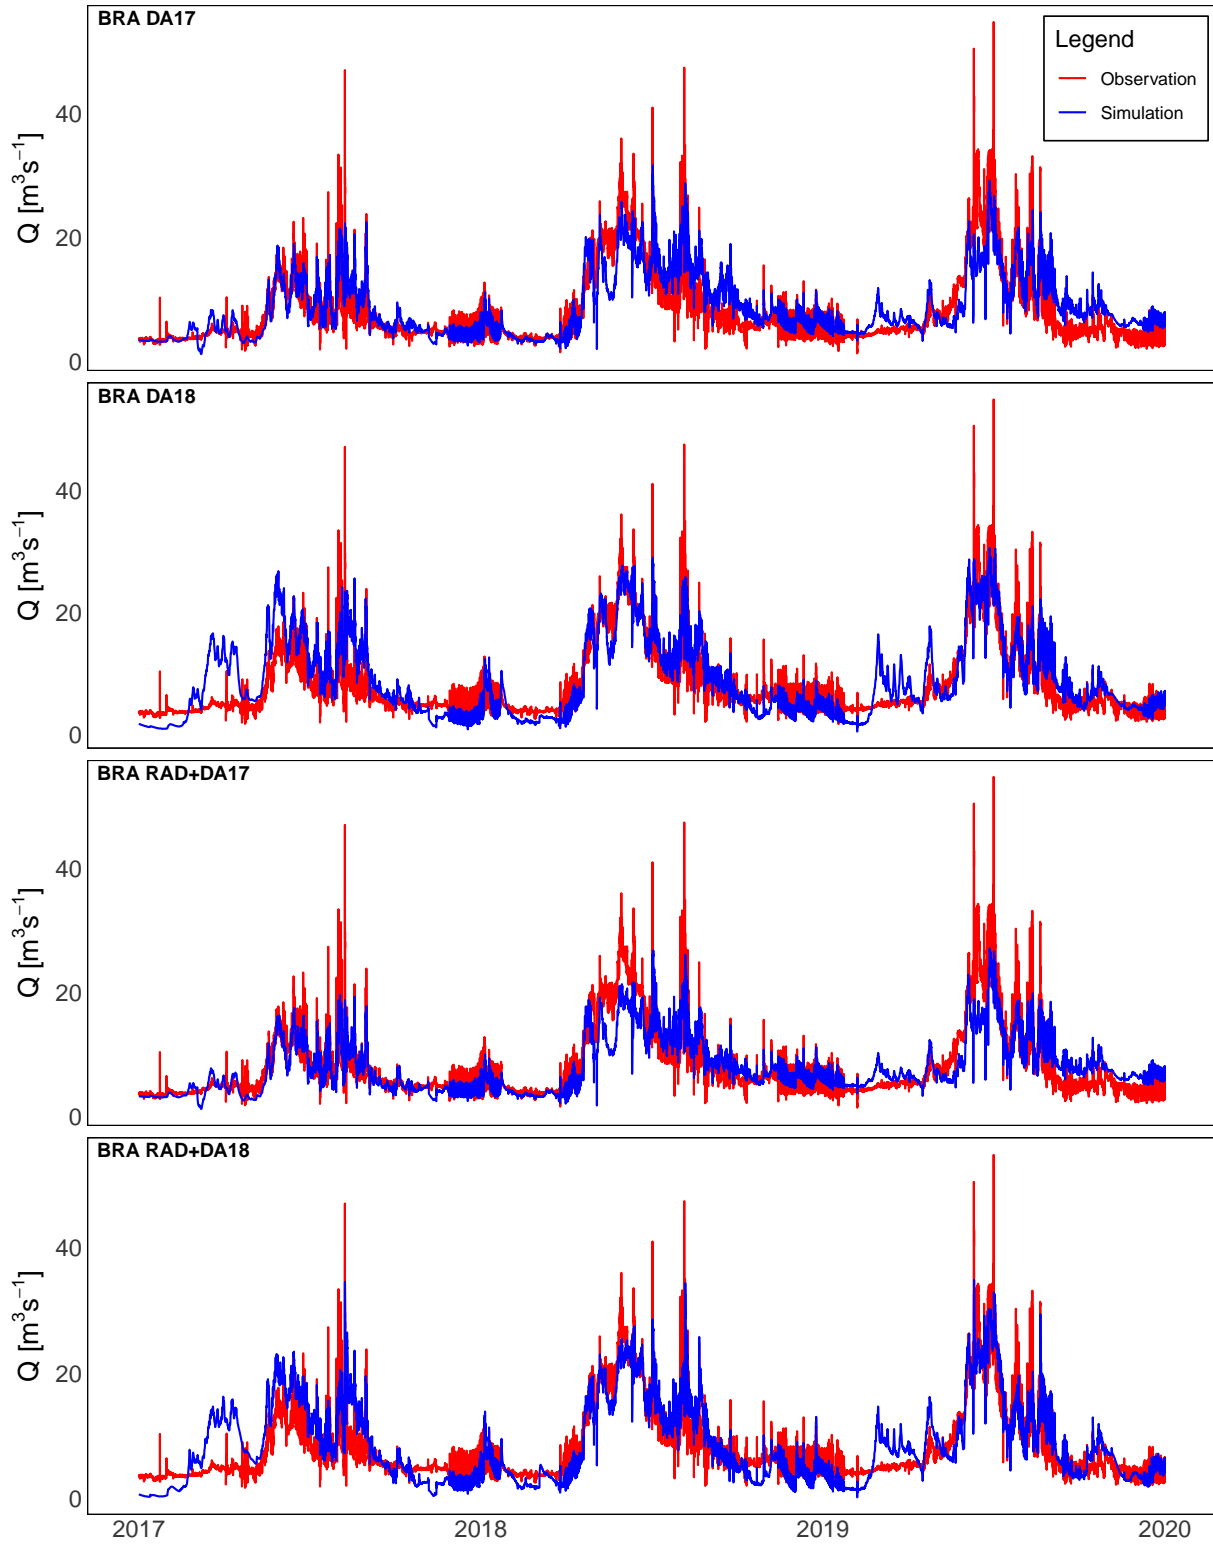 BRA DA17
Legend
Observation
Simulation
Q [m³s⁻¹]
40
20
0
BRA DA18
Q [m³s⁻¹]
40
20
0
BRA RAD+DA17
Q [m³s⁻¹]
40
20
0
BRA RAD+DA18
Q [m³s⁻¹]
40
20
0
2017 2018 2019 2020